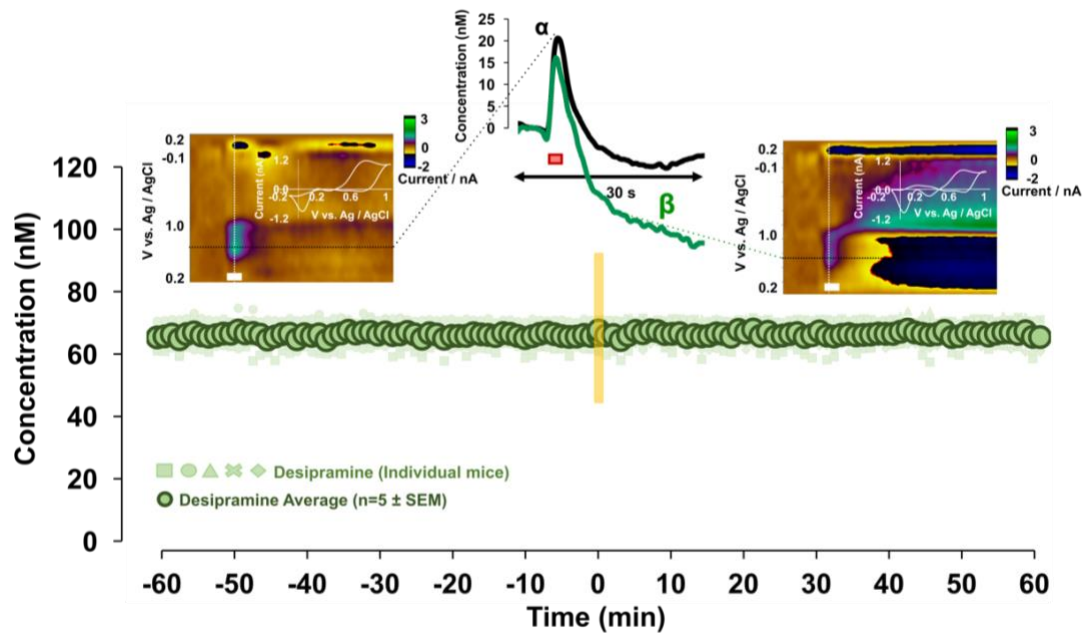 Concentration (nM)
25
20
15
10
5
0
α
β
30 s
0.2
-0.1
1.0
0.2
V vs. Ag / AgCl
Current (nA)
1.2
0.0
-1.2
-0.2 0.2 0.6 1
V vs. Ag / AgCl
3
0
-2
Current / nA
0.2
-0.1
1.0
0.2
V vs. Ag / AgCl
Current (nA)
1.2
0.0
-1.2
-0.2 0.2 0.6 1
V vs. Ag / AgCl
3
0
-2
Current / nA
Concentration (nM)
120
100
80
60
40
20
0
Desipramine (Individual mice)
Desipramine Average (n=5 ± SEM)
-60 -50 -40 -30 -20 -10 0 10 20 30 40 50 60
Time (min)